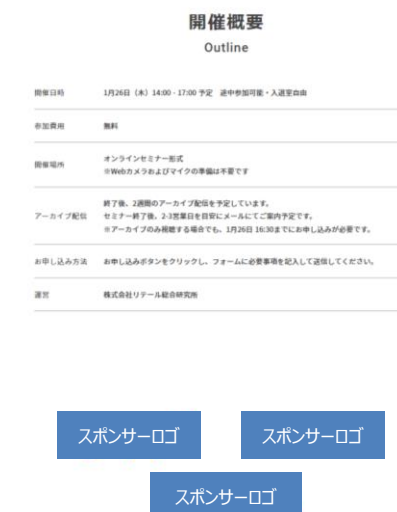 開催概要
Outline
開催日時 1月26日（木）14:00 - 17:00 予定　途中参加可能・入退室自由
参加費用 無料
開催場所 オンラインセミナー形式
※Webカメラおよびマイクの準備は不要です
アーカイブ配信 終了後、2週間のアーカイブ配信を予定しています。
セミナー終了後、2-3営業日を目安にメールにてご案内予定です。
※アーカイブのみ視聴する場合でも、1月26日 16:30までにお申し込みが必要です。
お申し込み方法 お申し込みボタンをクリックし、フォームに必要事項を記入して送信してください。
運営 株式会社リテール総合研究所
スポンサーロゴ スポンサーロゴ
スポンサーロゴ